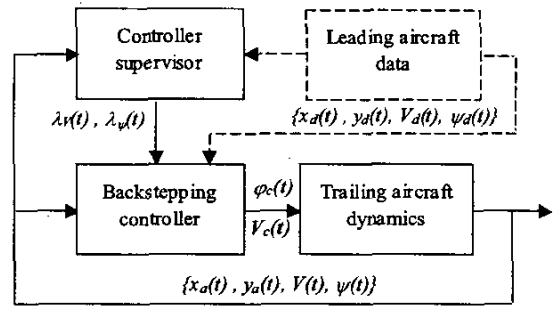 Controller
supervisor
Leading aircraft
data
λV(t) , λψ(t)
{xd(t) , yd(t), Vd(t), ψd(t)}
Backstepping
controller
φc(t)
Vc(t)
Trailing aircraft
dynamics
{xa(t) , ya(t), V(t), ψ(t)}